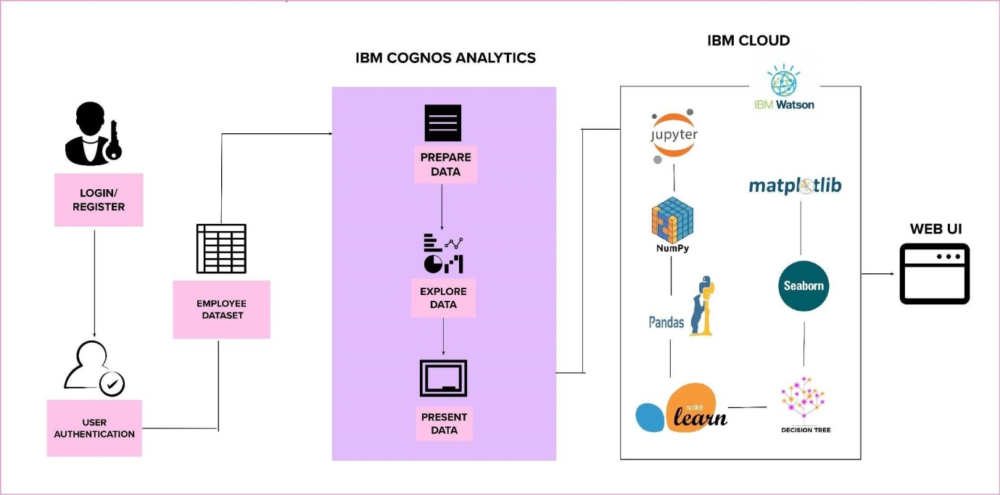 IBM COGNOS ANALYTICS
IBM CLOUD
IBM Watson
LOGIN/
REGISTER
EMPLOYEE
DATASET
USER
AUTHENTICATION
PREPARE
DATA
EXPLORE
DATA
PRESENT
DATA
jupyter
NumPy
Pandas
scikit
learn
matplotlib
Seaborn
DECISION TREE
WEB UI